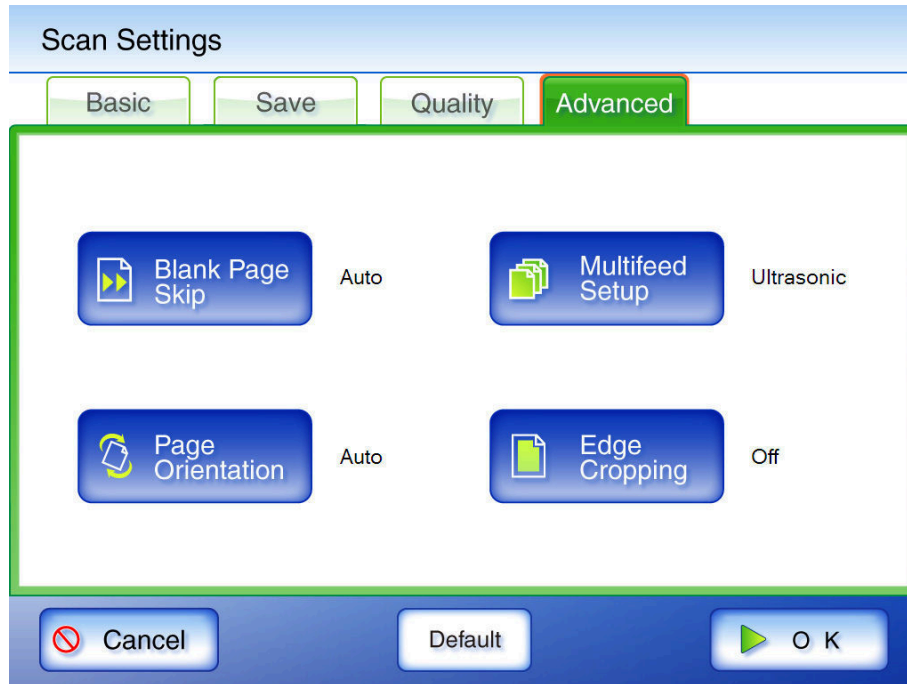 Scan Settings
Basic Save Quality Advanced
Blank Page
Skip
Auto
Multifeed
Setup
Ultrasonic
Page
Orientation
Auto
Edge
Cropping
Off
Cancel Default O K